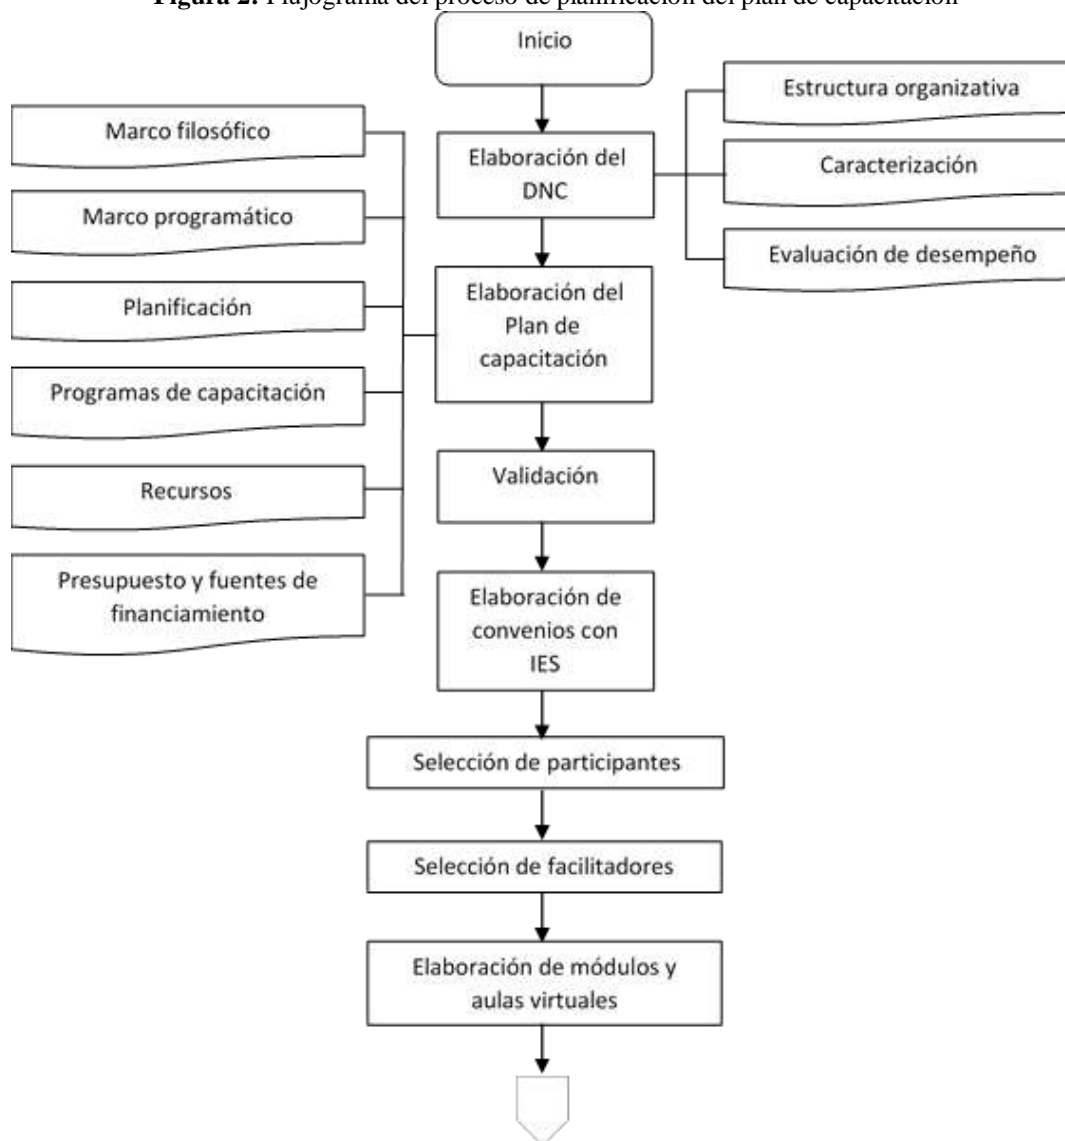 Figura 2. Flujograma del proceso de planificación del plan de capacitación
Inicio
Estructura organizativa
Marco filosófico
Elaboración del
DNC
Caracterización
Marco programático
Evaluación de desempeño
Elaboración del
Plan de
capacitación
Planificación
Programas de capacitación
Validación
Recursos
Presupuesto y fuentes de
financiamiento
Elaboración de
convenios con
IES
Selección de participantes
Selección de facilitadores
Elaboración de módulos y
aulas virtuales